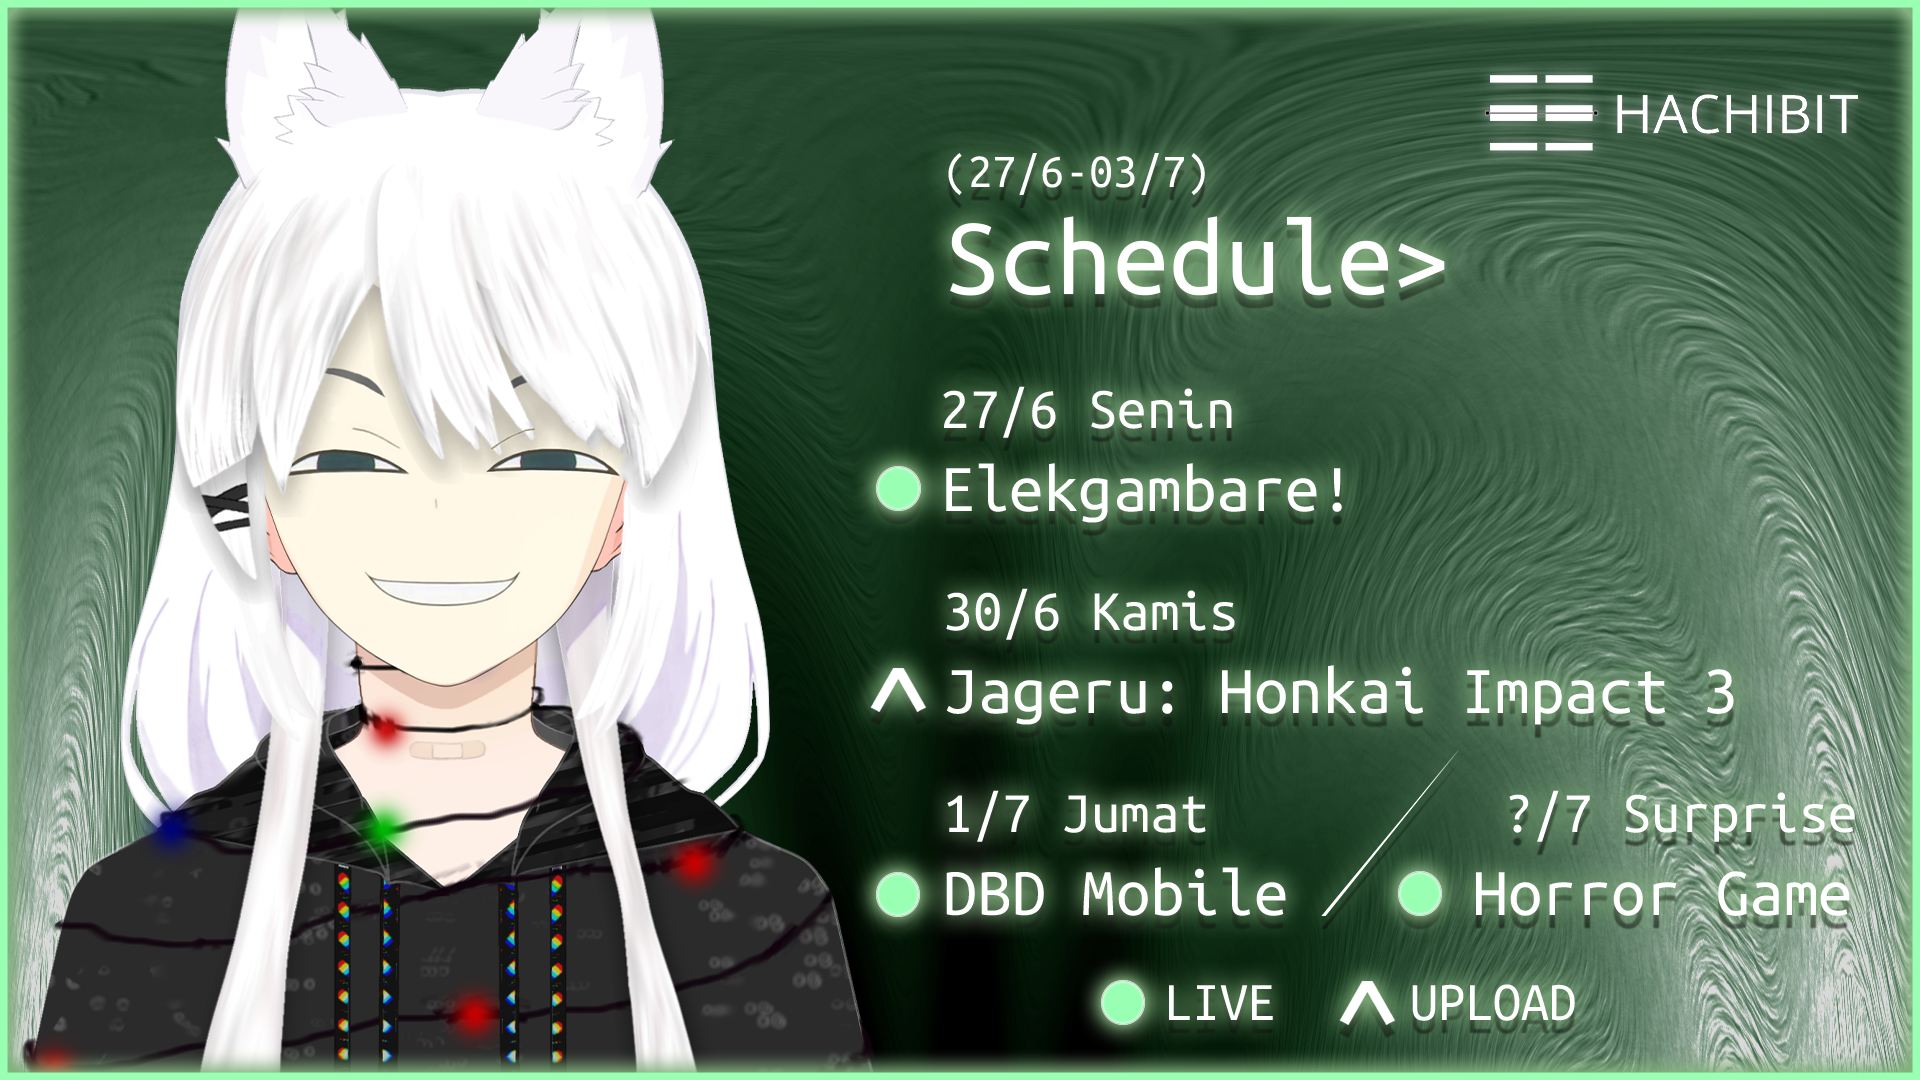 HACHIBIT
(27/6-03/7)
Schedule>
27/6 Senin
Elekgambare!
30/6 Kamis
Jageru: Honkai Impact 3
1/7 Jumat
DBD Mobile
?/7 Surprise
Horror Game
LIVE
UPLOAD